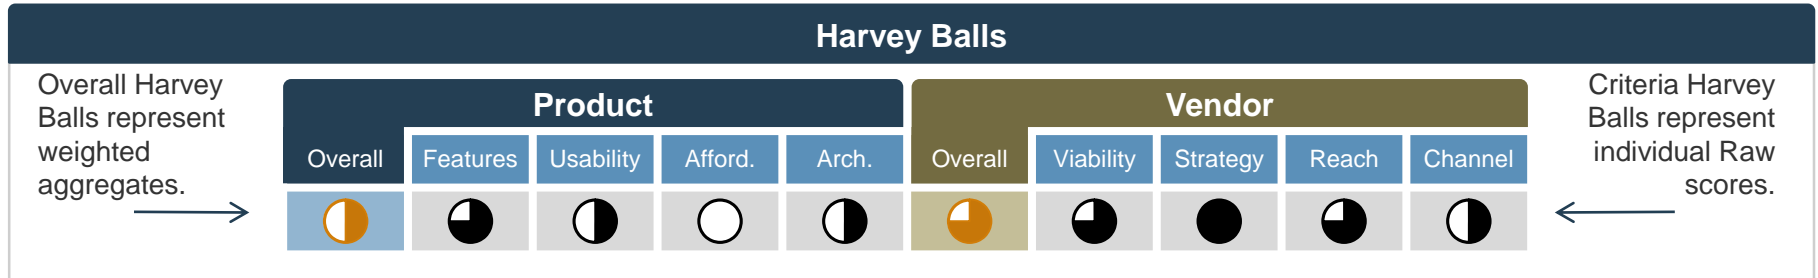 Harvey Balls
Overall Harvey
Balls represent
weighted
aggregates.
Product
Vendor
Overall Features Usability Afford. Arch. Overall Viability Strategy Reach Channel
Criteria Harvey
Balls represent
individual Raw
scores.